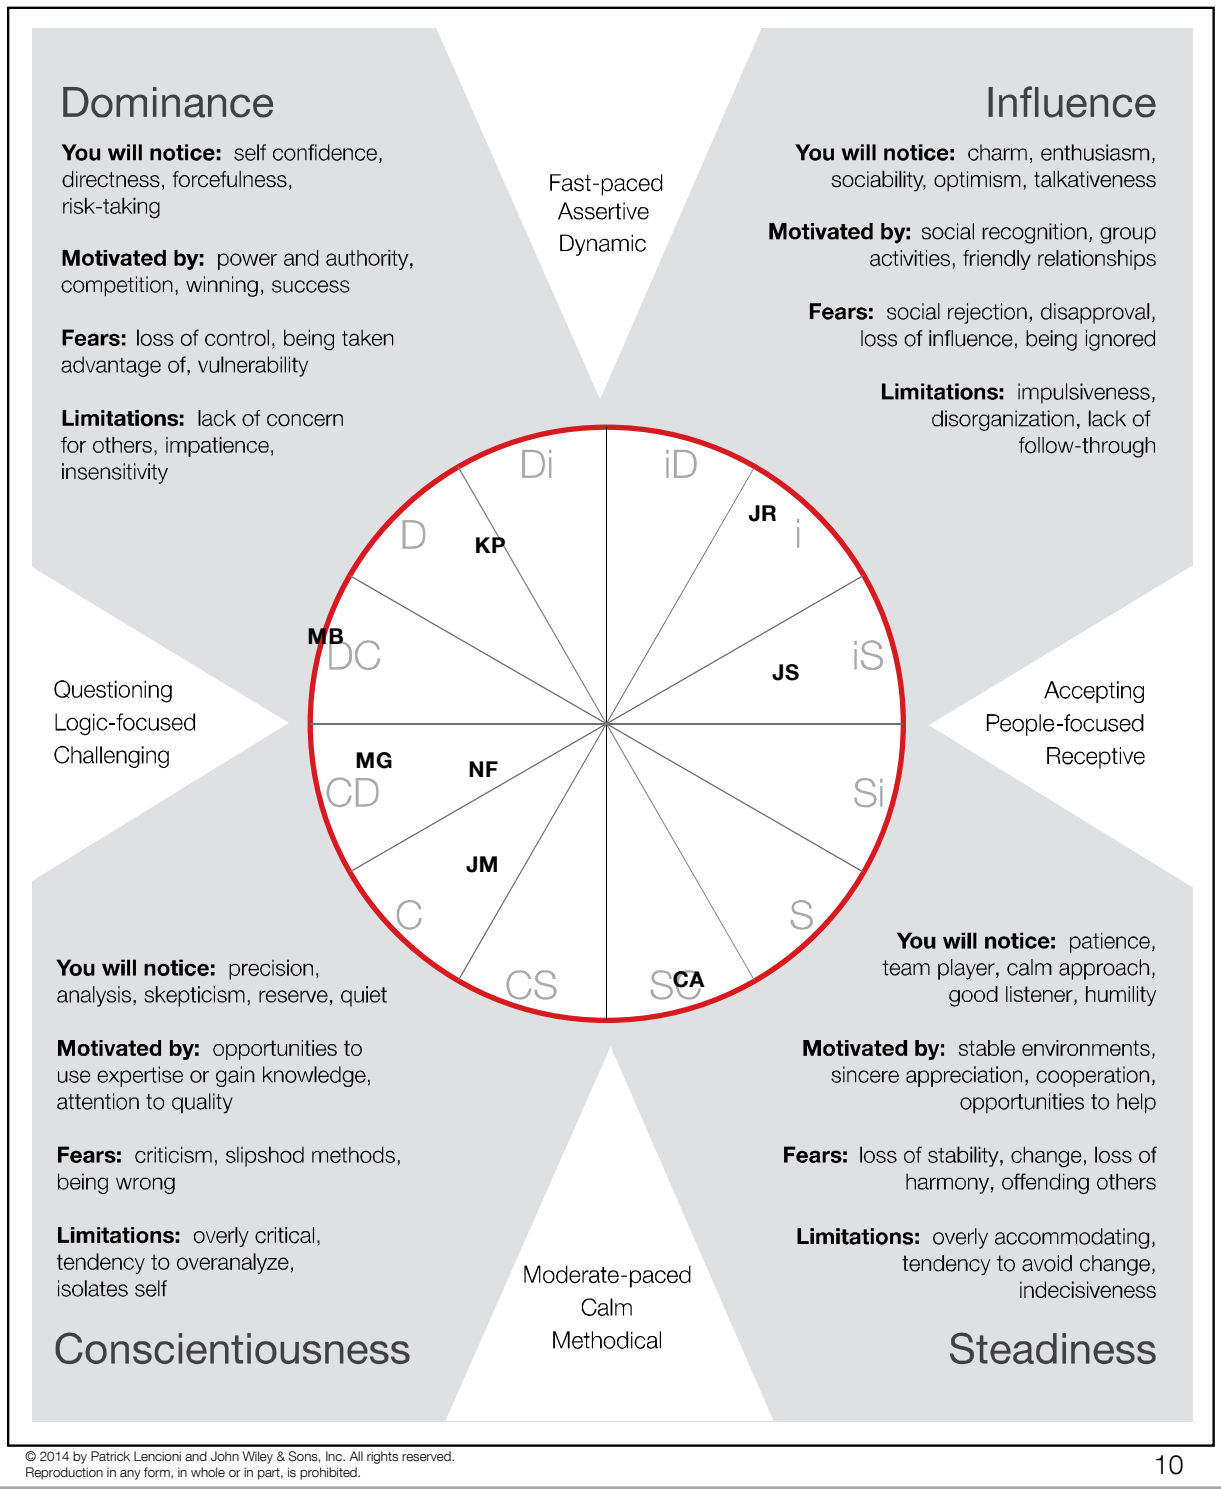 Dominance
You will notice: self confidence,
directness, forcefulness,
risk-taking
Motivated by: power and authority,
competition, winning, success
Fears: loss of control, being taken
advantage of, vulnerability
Limitations: lack of concern
for others, impatience,
insensitivity
Fast-paced
Assertive
Dynamic
Influence
You will notice: charm, enthusiasm,
sociability, optimism, talkativeness
Motivated by: social recognition, group
activities, friendly relationships
Fears: social rejection, disapproval,
loss of influence, being ignored
Limitations: impulsiveness,
disorganization, lack of
follow-through
Di
iD
D
KP
JR
i
MB
DC
JS
iS
Questioning
Logic-focused
Challenging
Accepting
People-focused
Receptive
MG
CD
NF
Si
JM
C
S
CS
SC
CA
You will notice: precision,
analysis, skepticism, reserve, quiet
Motivated by: opportunities to
use expertise or gain knowledge,
attention to quality
Fears: criticism, slipshod methods,
being wrong
Limitations: overly critical,
tendency to overanalyze,
isolates self
Conscientiousness
Moderate-paced
Calm
Methodical
You will notice: patience,
team player, calm approach,
good listener, humility
Motivated by: stable environments,
sincere appreciation, cooperation,
opportunities to help
Fears: loss of stability, change, loss of
harmony, offending others
Limitations: overly accommodating,
tendency to avoid change,
indecisiveness
Steadiness
© 2014 by Patrick Lencioni and John Wiley & Sons, Inc. All rights reserved.
Reproduction in any form, in whole or in part, is prohibited.
10